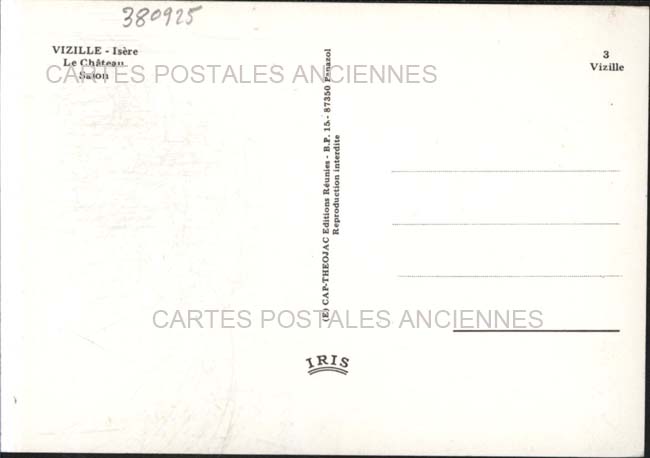 380925
VIZILLE - Isère
Le Château
Salon
3
Vizille
CARTES POSTALES ANCIENNES
(E) CAP-THEOJAC Editions Réunies - B.P. 15.- 87350 Panazol
Reproduction interdite
CARTES POSTALES ANCIENNES
IRIS